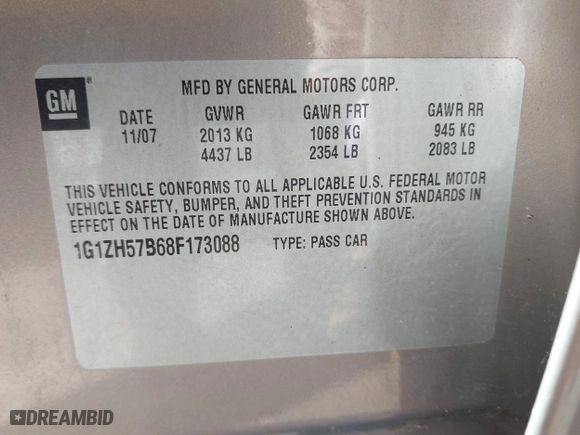 GM
®
MFD BY GENERAL MOTORS CORP.
DATE GVWR GAWR FRT GAWR RR
11/07 2013 KG 1068 KG 945 KG
4437 LB 2354 LB 2083 LB
THIS VEHICLE CONFORMS TO ALL APPLICABLE U.S. FEDERAL MOTOR
VEHICLE SAFETY, BUMPER, AND THEFT PREVENTION STANDARDS IN
EFFECT ON THE DATE OF MANUFACTURE SHOWN ABOVE.
1G1ZH57B68F173088 TYPE: PASS CAR
DREAMBID